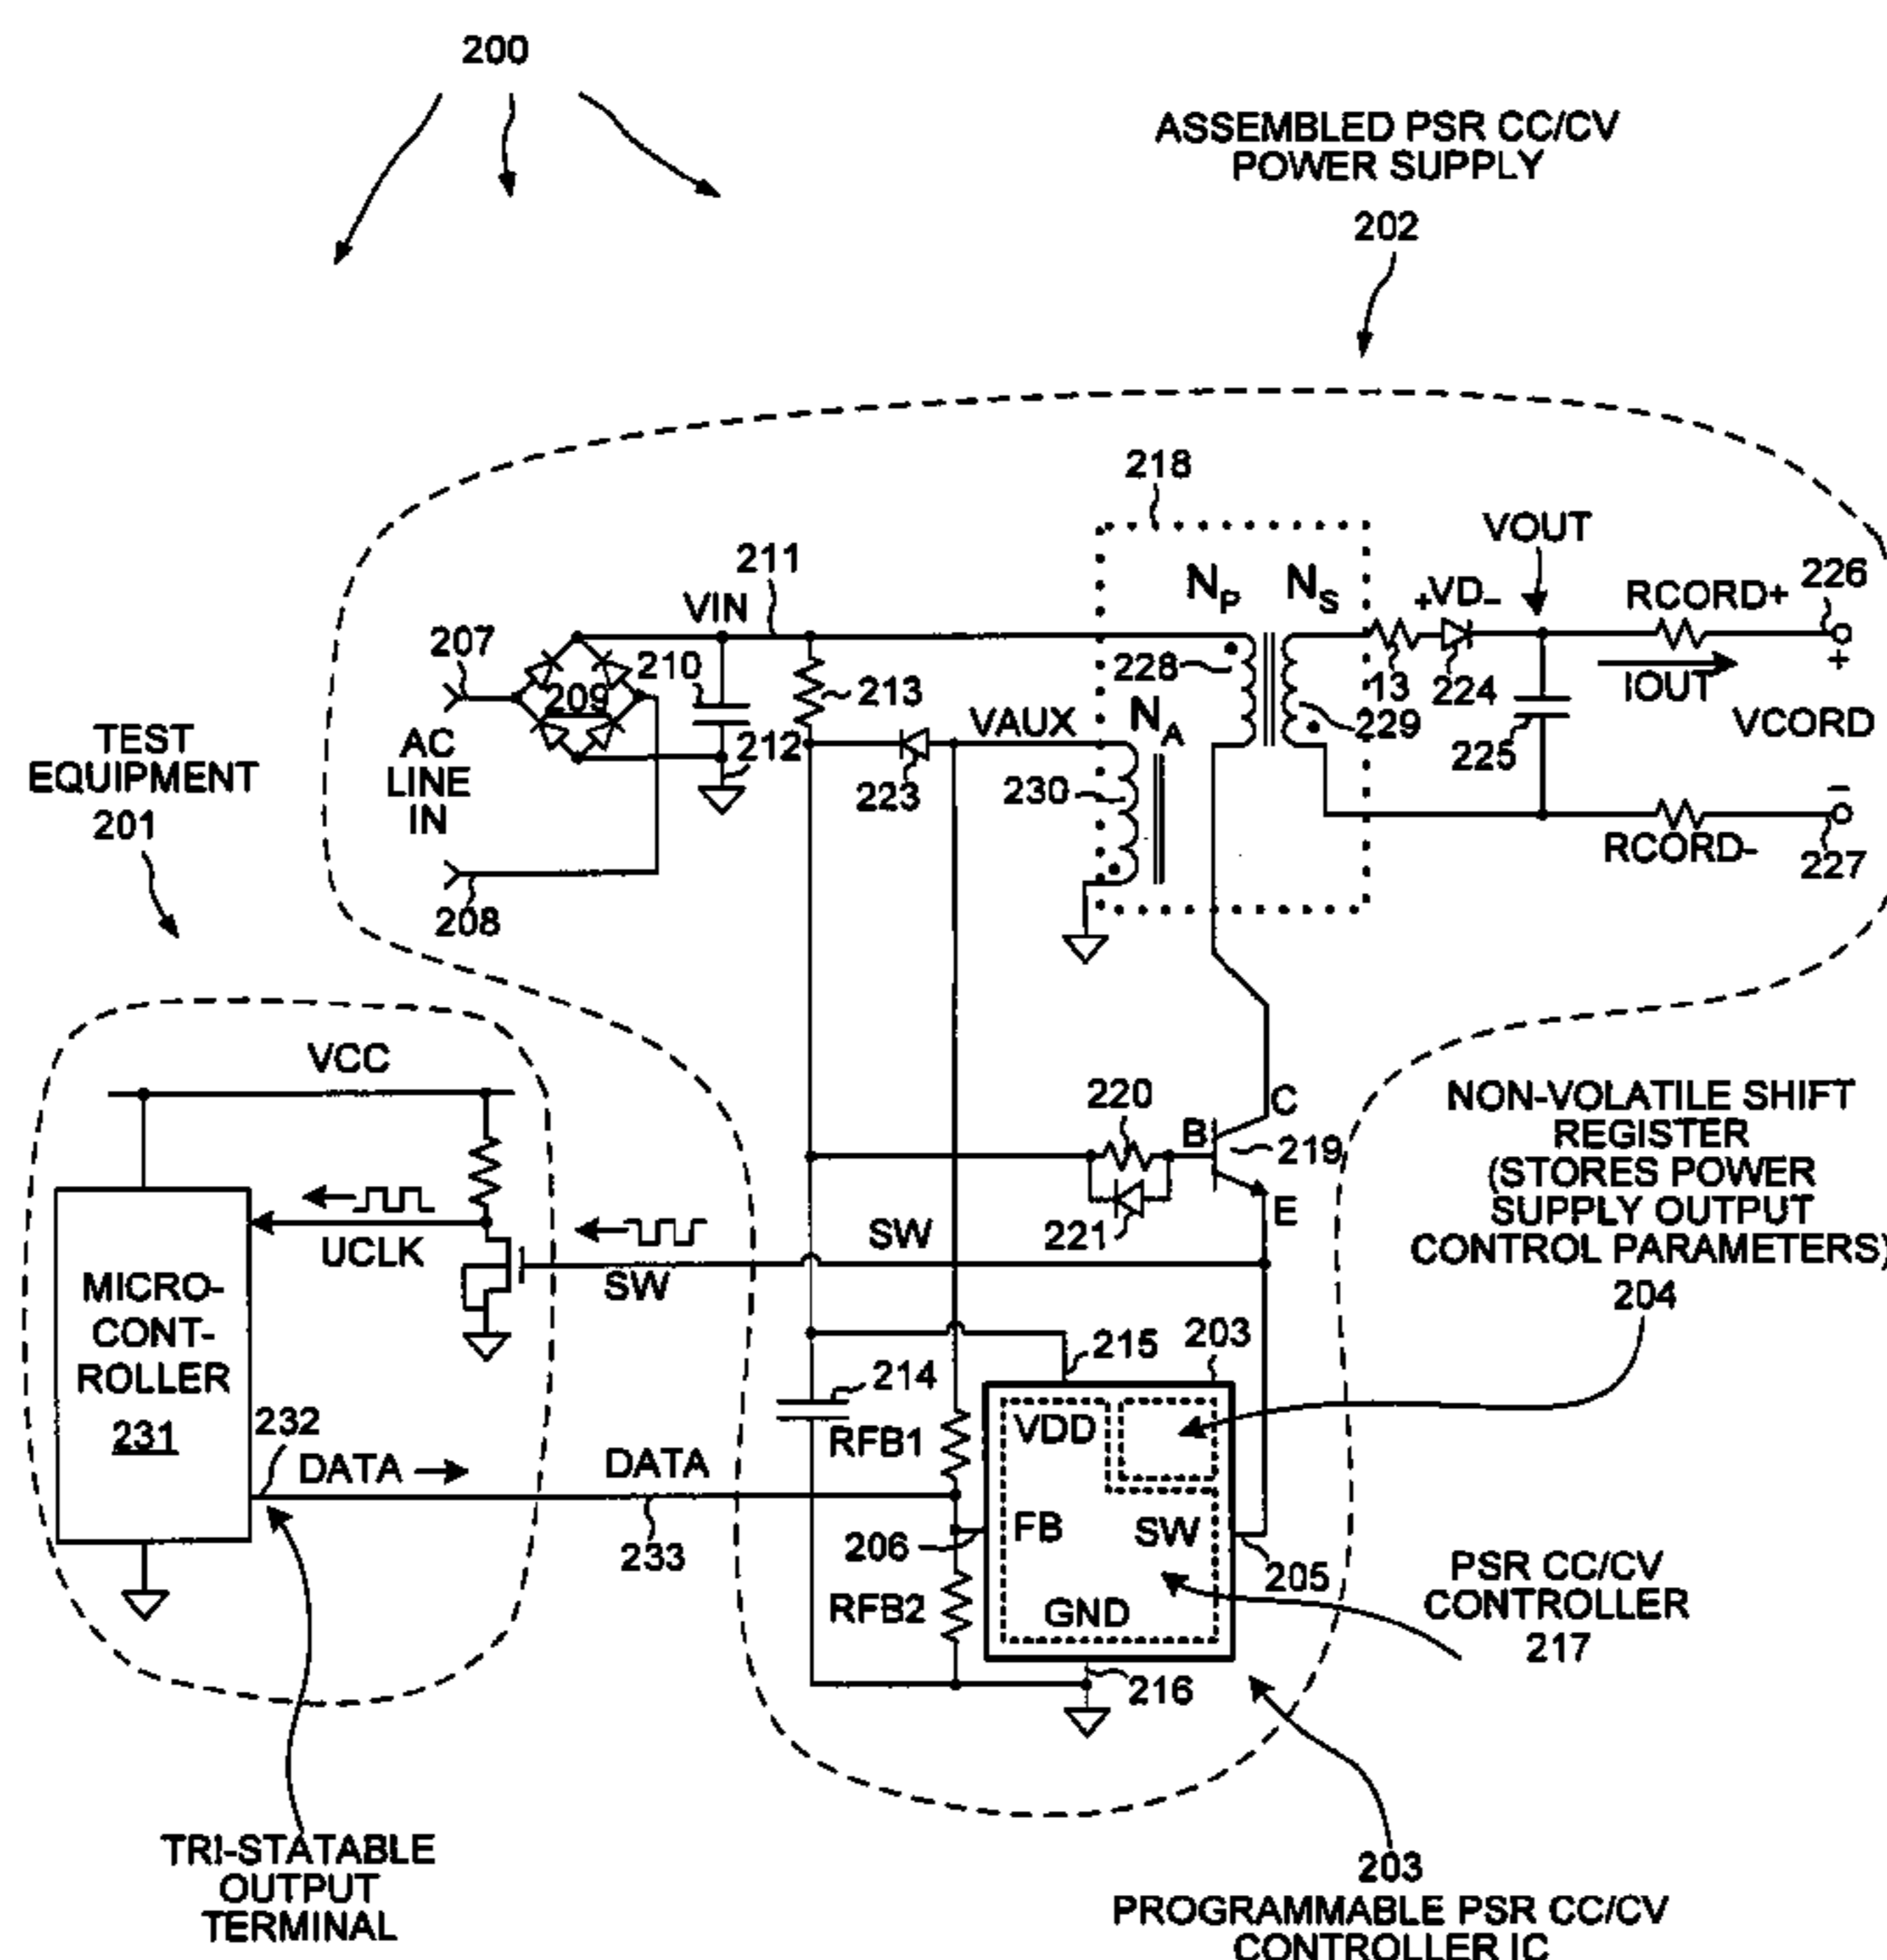 200
ASSEMBLED PSR CC/CV
POWER SUPPLY
202
218
211
VIN
N_P
N_S
VOUT
+VD-
RCORD+
226
207
210
213
228
13
224
IOUT
+
209
VAUX
N_A
229
VCORD
TEST
EQUIPMENT
201
AC
LINE
IN
212
223
230
225
-
RCORD-
227
208
VCC
220
C
B
219
E
221
NON-VOLATILE SHIFT
REGISTER
(STORES POWER
SUPPLY OUTPUT
CONTROL PARAMETERS)
204
UCLK
SW
SW
MICRO-
CONT-
ROLLER
231
215
203
214
RFB1
VDD
232
DATA
DATA
FB
SW
206
233
205
RFB2
GND
216
PSR CC/CV
CONTROLLER
217
TRI-STATABLE
OUTPUT
TERMINAL
203
PROGRAMMABLE PSR CC/CV
CONTROLLER IC